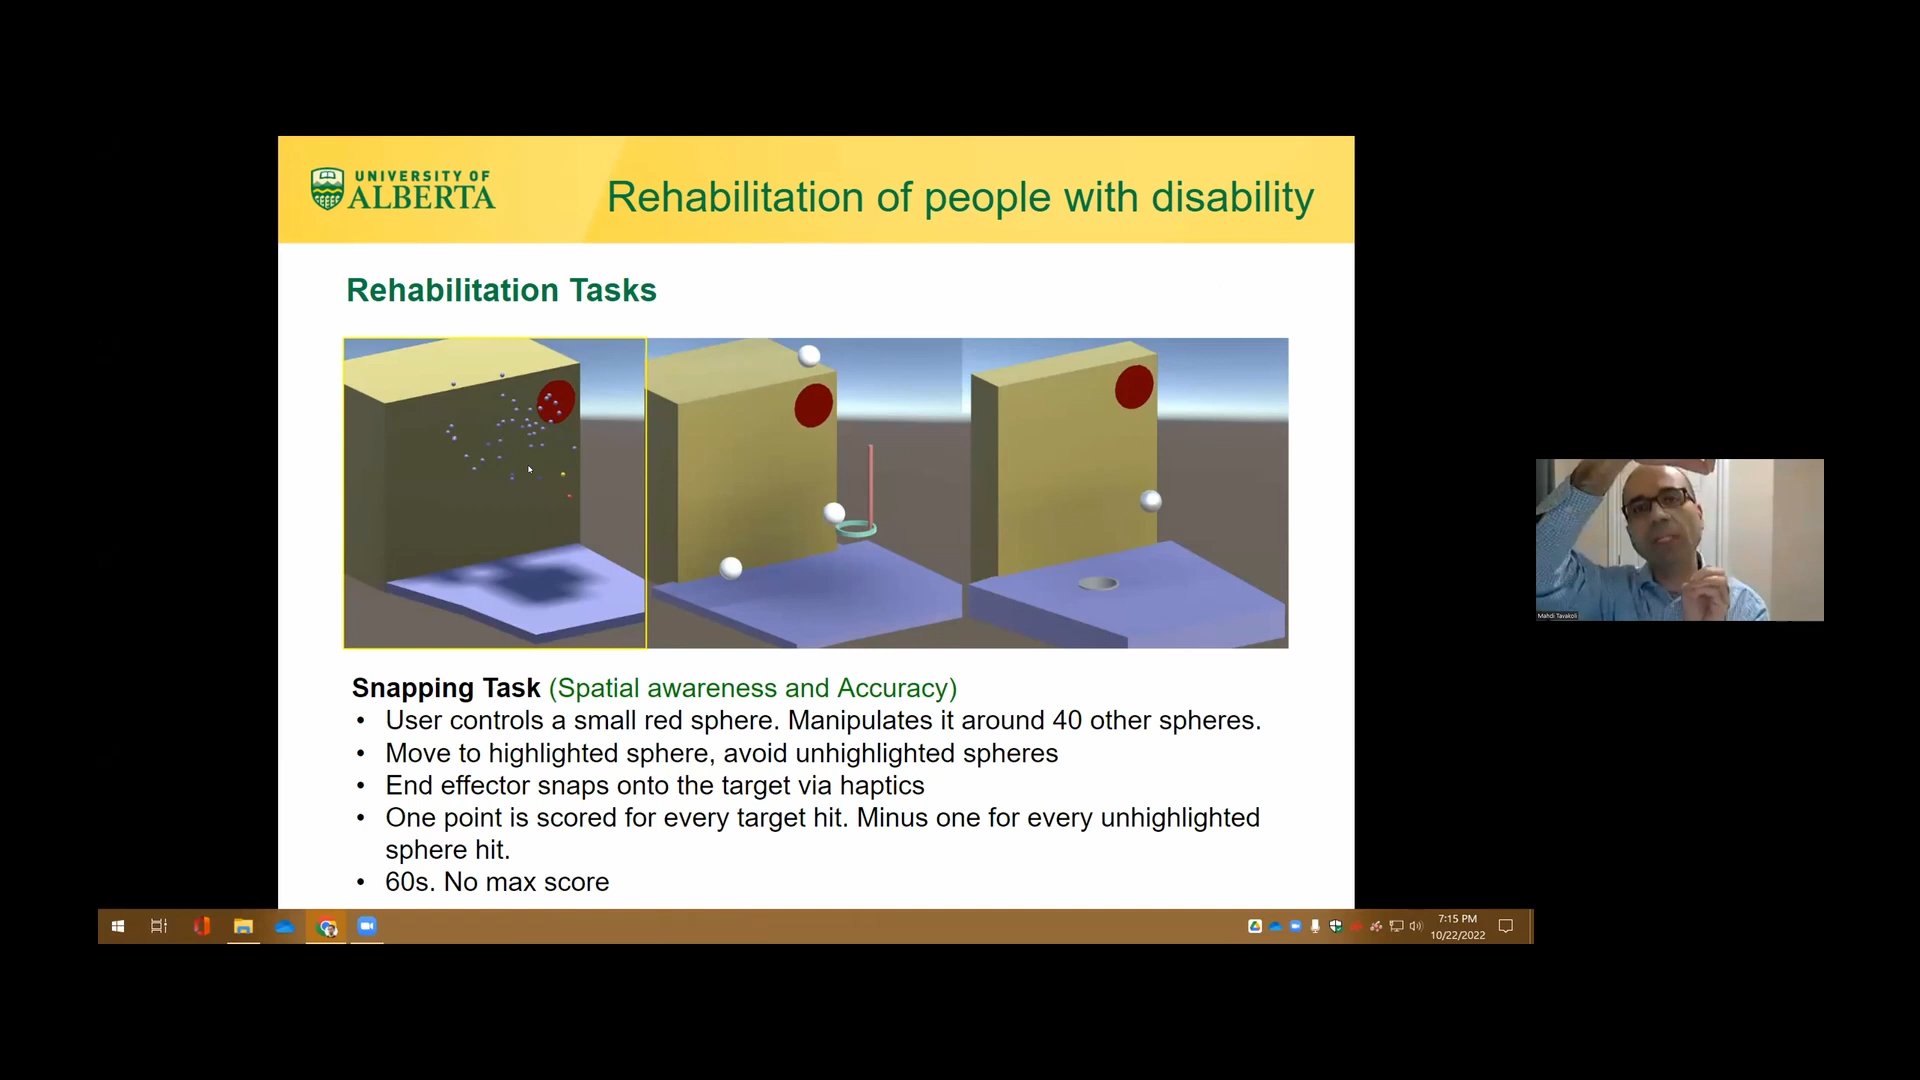 UNIVERSITY OF
ALBERTA
Rehabilitation of people with disability
Rehabilitation Tasks
Snapping Task (Spatial awareness and Accuracy)
• User controls a small red sphere. Manipulates it around 40 other spheres.
• Move to highlighted sphere, avoid unhighlighted spheres
• End effector snaps onto the target via haptics
• One point is scored for every target hit. Minus one for every unhighlighted
sphere hit.
• 60s. No max score
Mahdi Tavakoli
7:15 PM
10/22/2022